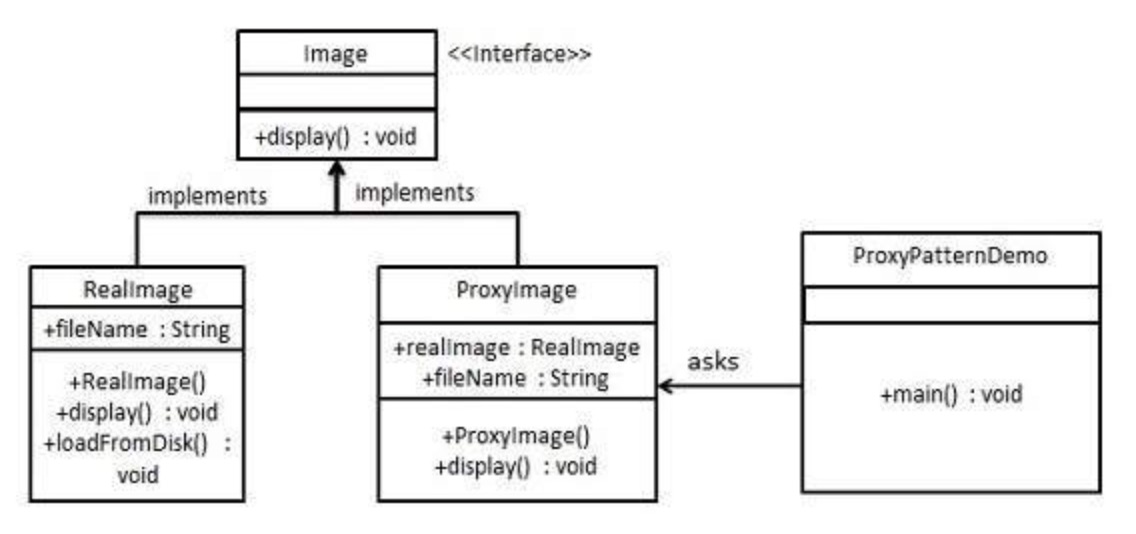 Image
<<Interface>>
+display() : void
implements
implements
RealImage
+fileName : String
+RealImage()
+display() : void
+loadFromDisk() :
void
ProxyImage
+realImage : RealImage
+fileName : String
+ProxyImage()
+display() : void
asks
ProxyPatternDemo
+main() : void